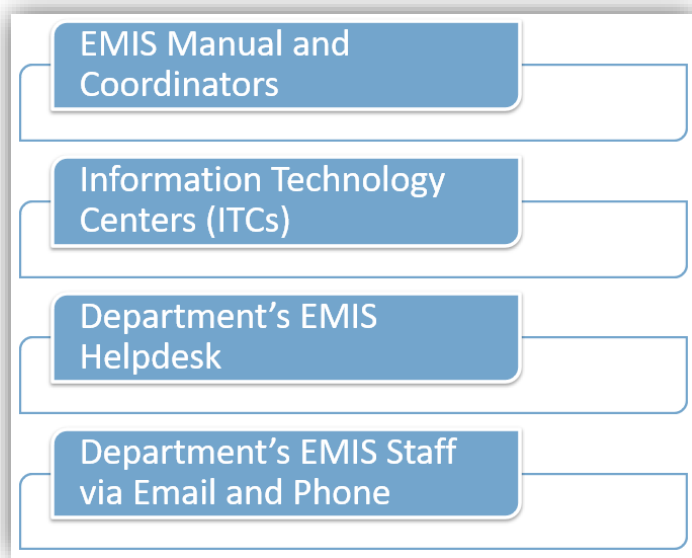 EMIS Manual and
Coordinators
Information Technology
Centers (ITCs)
Department’s EMIS
Helpdesk
Department’s EMIS Staff
via Email and Phone